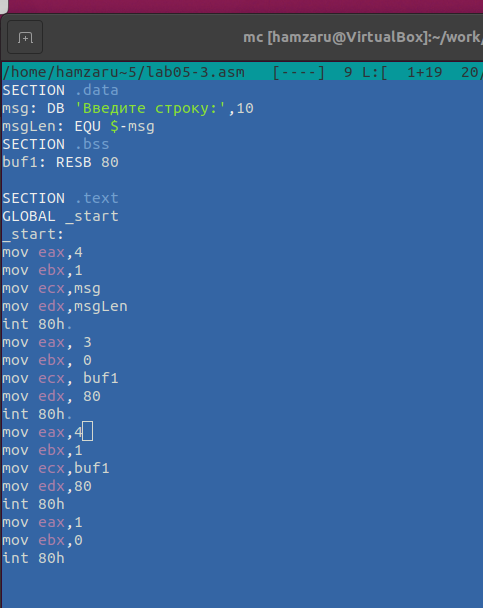 mc [hamzaru@VirtualBox]:~/work/
/home/hamzaru~5/lab05-3.asm   [----]  9 L:[  1+19  20/
SECTION .data
msg: DB 'Введите строку:',10
msgLen: EQU $-msg
SECTION .bss
buf1: RESB 80

SECTION .text
GLOBAL _start
_start:
mov eax,4
mov ebx,1
mov ecx,msg
mov edx,msgLen
int 80h.
mov eax, 3
mov ebx, 0
mov ecx, buf1
mov edx, 80
int 80h.
mov eax,4
mov ebx,1
mov ecx,buf1
mov edx,80
int 80h
mov eax,1
mov ebx,0
int 80h